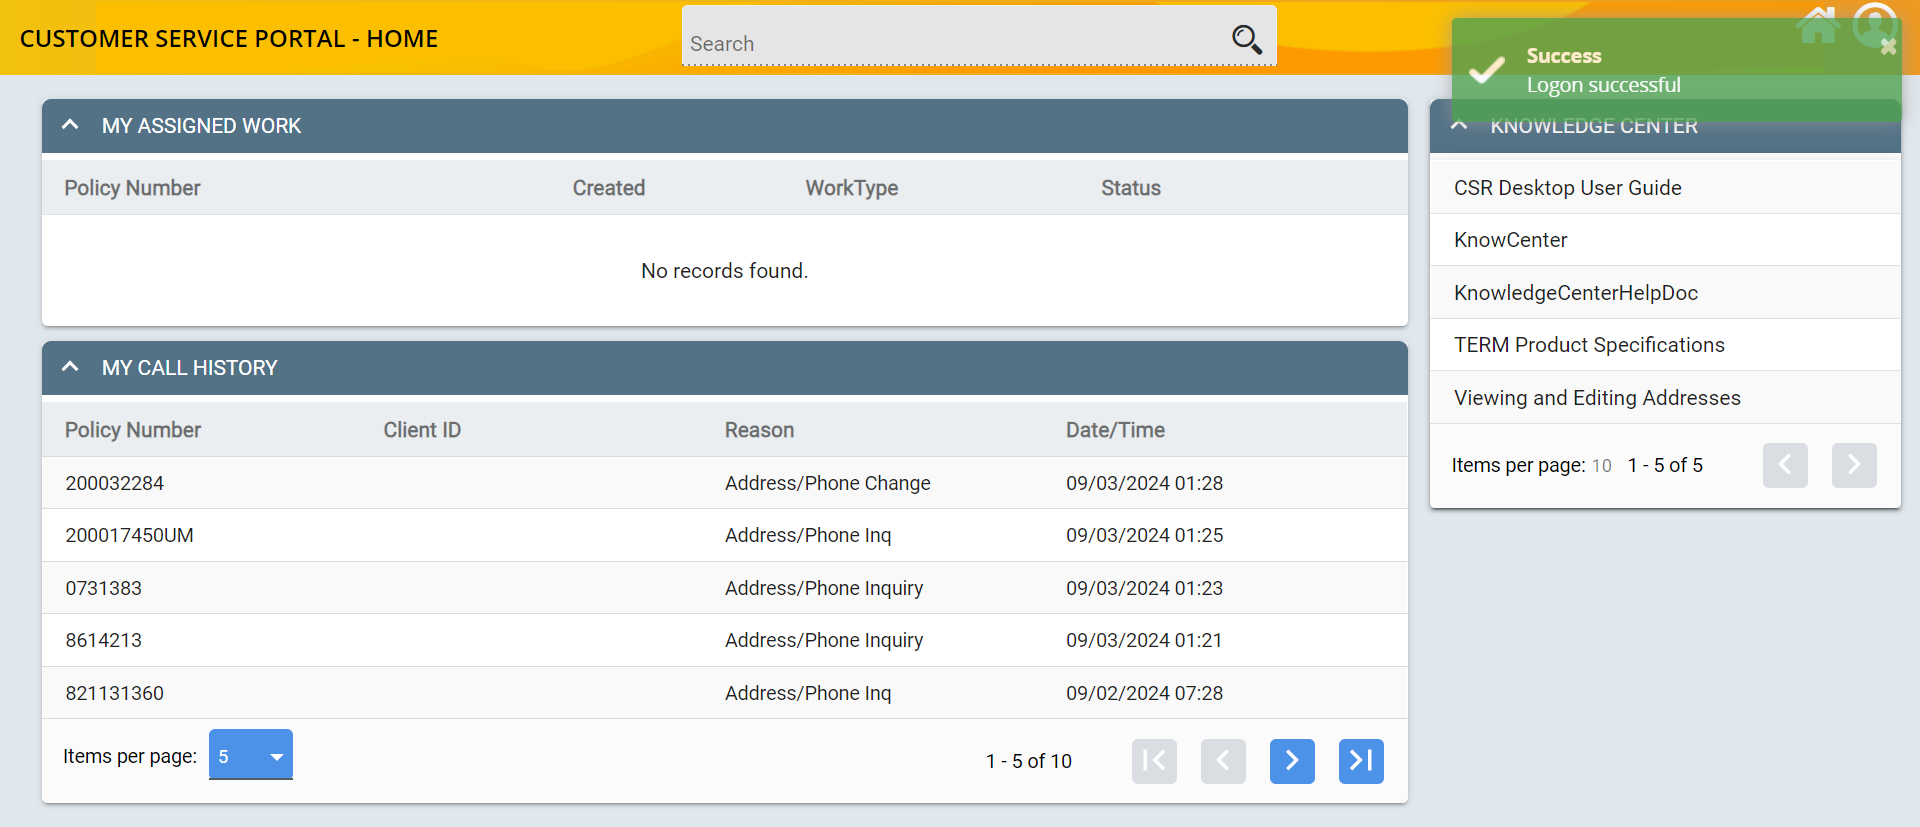 CUSTOMER SERVICE PORTAL - HOME
Search
Success
Logon successful
MY ASSIGNED WORK
Policy Number Created WorkType Status
No records found.
MY CALL HISTORY
Policy Number Client ID Reason Date/Time
200032284 Address/Phone Change 09/03/2024 01:28
200017450UM Address/Phone Inq 09/03/2024 01:25
0731383 Address/Phone Inquiry 09/03/2024 01:23
8614213 Address/Phone Inquiry 09/03/2024 01:21
821131360 Address/Phone Inq 09/02/2024 07:28
Items per page: 5 1 - 5 of 10
KNOWLEDGE CENTER
CSR Desktop User Guide
KnowCenter
KnowledgeCenterHelpDoc
TERM Product Specifications
Viewing and Editing Addresses
Items per page: 10 1 - 5 of 5